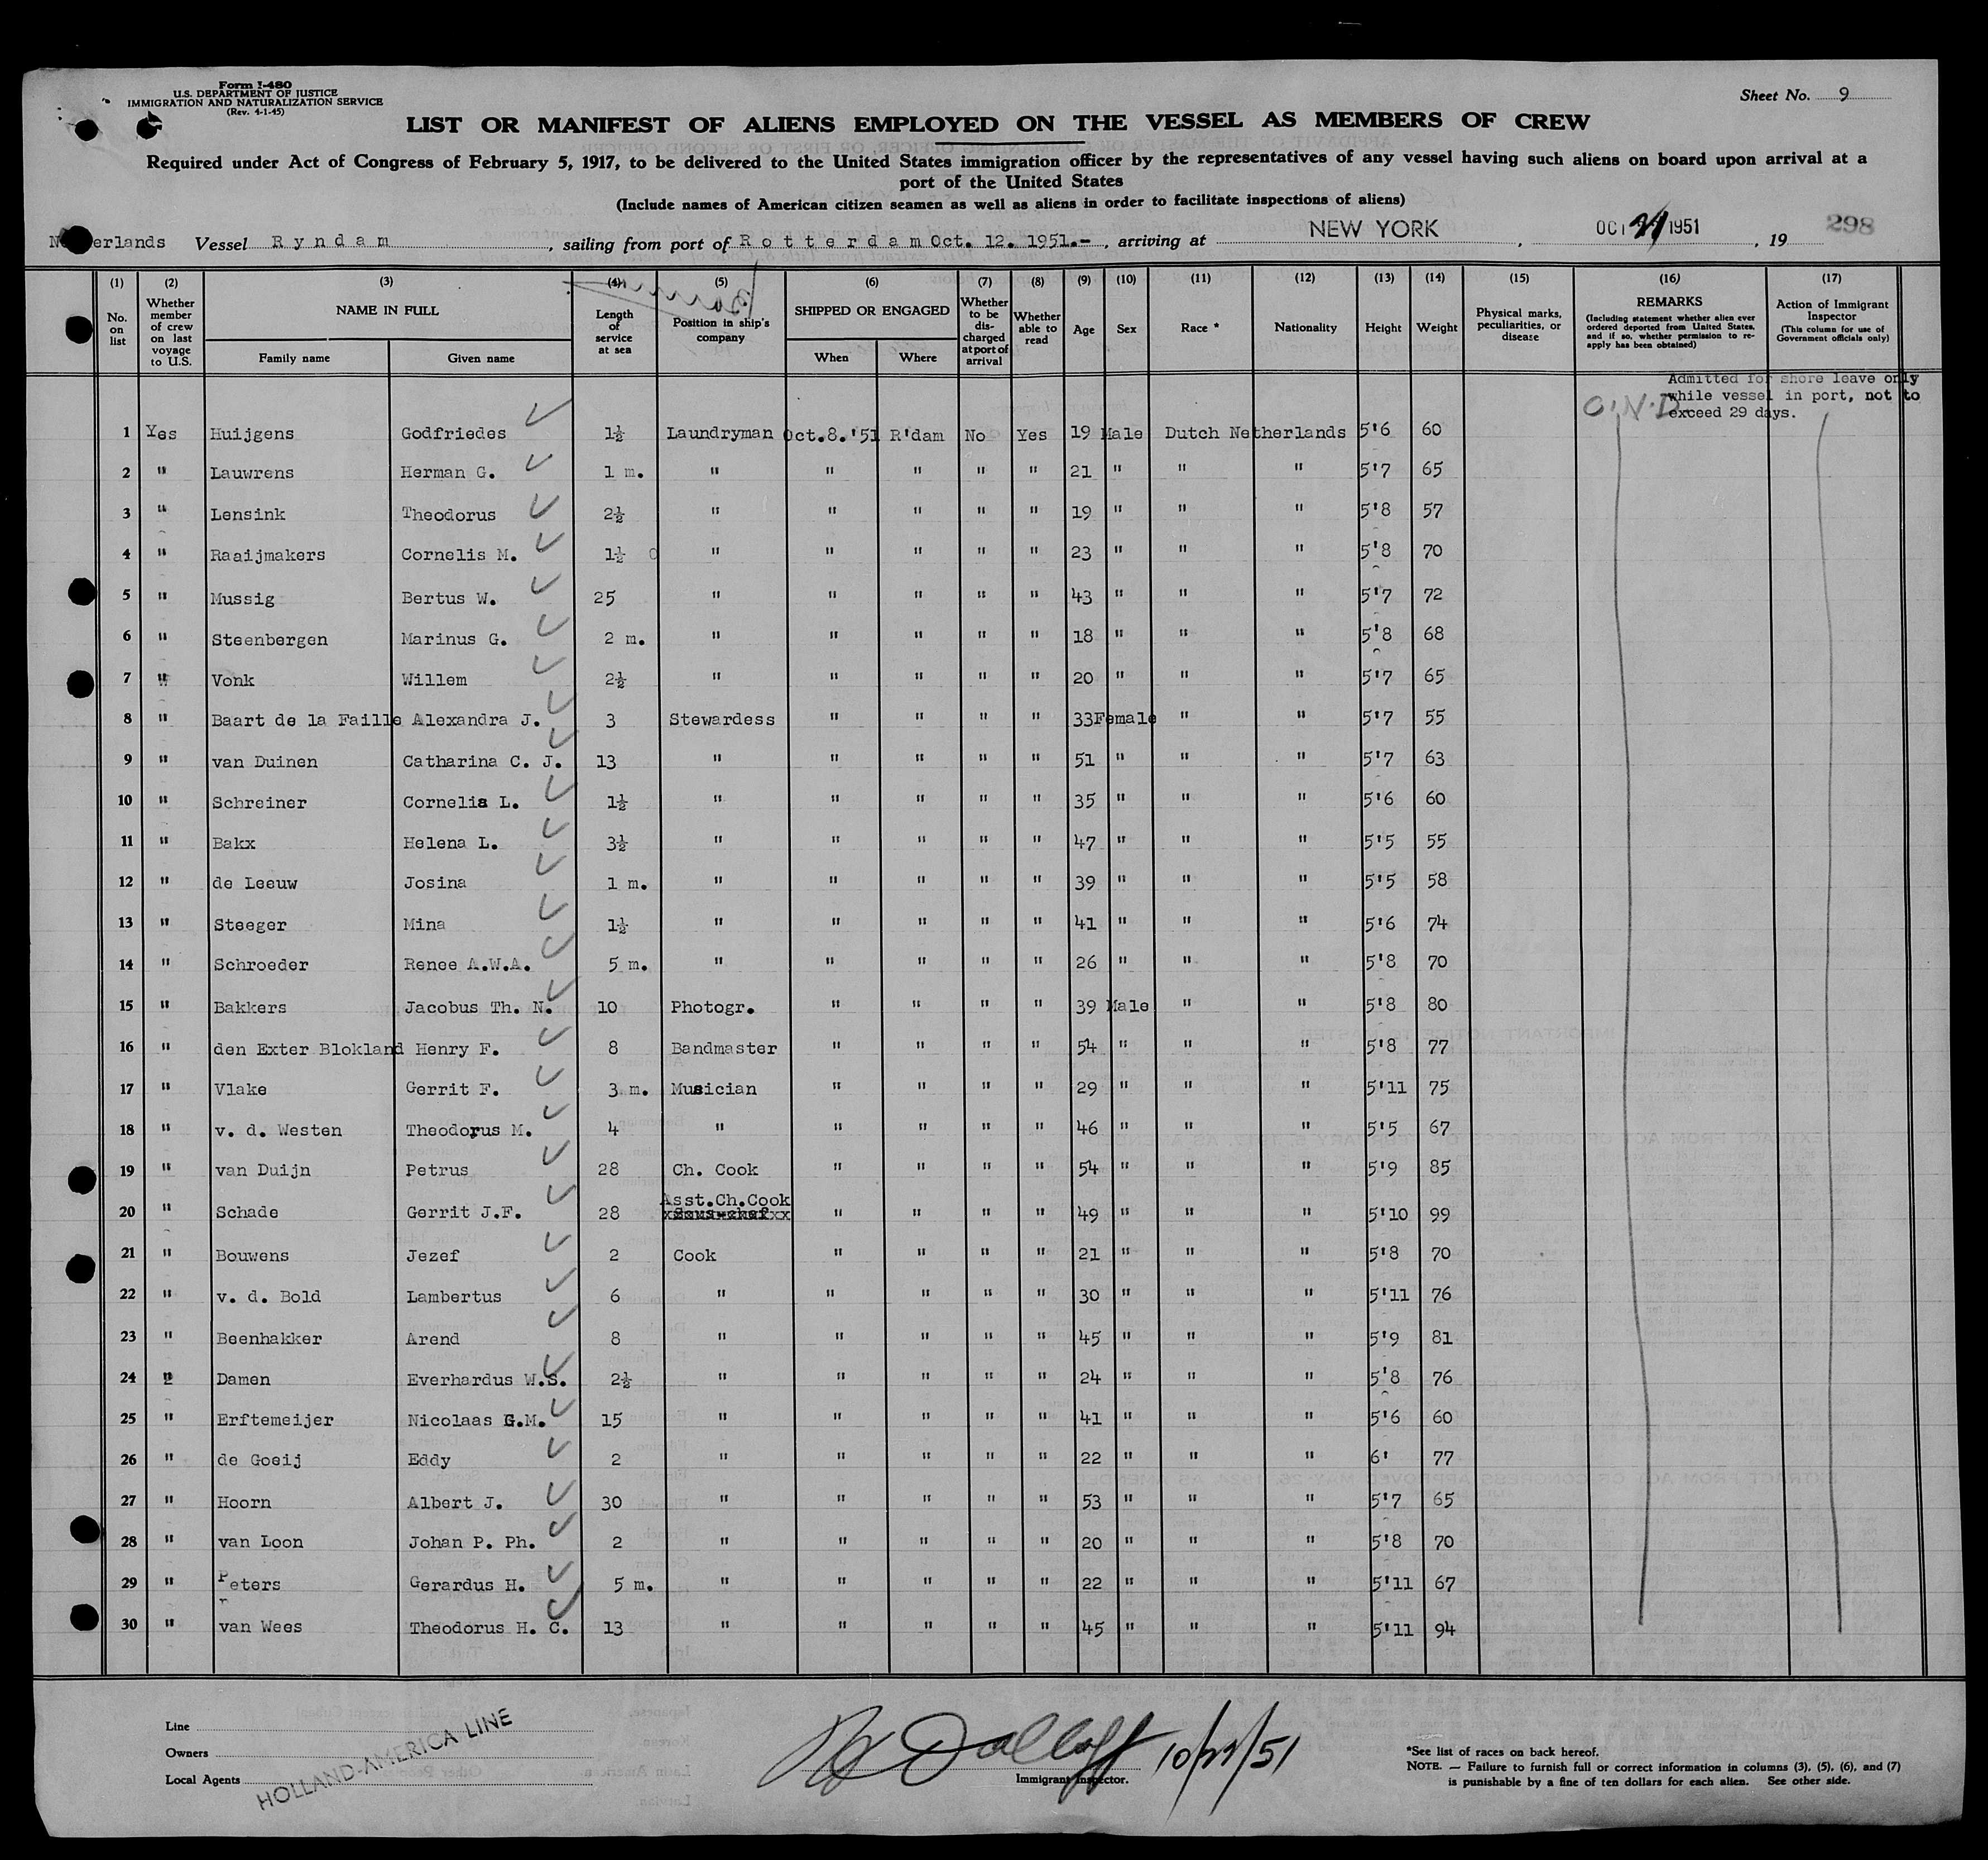 Form I-480
U.S. DEPARTMENT OF JUSTICE
IMMIGRATION AND NATURALIZATION SERVICE
(Rev. 4-1-45)
Sheet No. 9
LIST OR MANIFEST OF ALIENS EMPLOYED ON THE VESSEL AS MEMBERS OF CREW
Required under Act of Congress of February 5, 1917, to be delivered to the United States immigration officer by the representatives of any vessel having such aliens on board upon arrival at a
port of the United States
(Include names of American citizen seamen as well as aliens in order to facilitate inspections of aliens)
Netherlands Vessel Ryndam, sailing from port of Rotterdam Oct. 12. 1951.-, arriving at NEW YORK, OCT 1951, 19 298
(1) No. on list (2) Whether member of crew on last voyage to U.S. (3) NAME IN FULL Family name Given name (4) Length of service at sea (5) Position in ship's company (6) SHIPPED OR ENGAGED When Where (7) Whether to be discharged at port of arrival (8) Whether able to read (9) Age (10) Sex (11) Race * (12) Nationality (13) Height (14) Weight (15) Physical marks, peculiarities, or disease (16) REMARKS (Including statement whether alien ever ordered deported from United States, and if so, whether permission to re-apply has been obtained) (17) Action of Immigrant Inspector (This column for use of Government officials only)
Admitted for shore leave only
while vessel in port, not to
exceed 29 days.
O.N.D.
1 Yes Huijgens Godfriedes 1½ Laundryman Oct.8.'51 R'dam No Yes 19 Male Dutch Netherlands 5'6 60
2 " Lauwrens Herman G. 1 m. " " " " " 21 " " " 5'7 65
3 " Lensink Theodorus 2½ " " " " " 19 " " " 5'8 57
4 " Raaijmakers Cornelis M. 1½ " " " " " 23 " " " 5'8 70
5 " Mussig Bertus W. 25 " " " " " 43 " " " 5'7 72
6 " Steenbergen Marinus G. 2 m. " " " " " 18 " " " 5'8 68
7 " Vonk Willem 2½ " " " " " 20 " " " 5'7 65
8 " Baart de la Faille Alexandra J. 3 Stewardess " " " " 33 Female " " 5'7 55
9 " van Duinen Catharina C. J. 13 " " " " " 51 " " " 5'7 63
10 " Schreiner Cornelia L. 1½ " " " " " 35 " " " 5'6 60
11 " Bakx Helena L. 3½ " " " " " 47 " " " 5'5 55
12 " de Leeuw Josina 1 m. " " " " " 39 " " " 5'5 58
13 " Steeger Mina 1½ " " " " " 41 " " " 5'6 74
14 " Schroeder Renee A.W.A. 5 m. " " " " " 26 " " " 5'8 70
15 " Bakkers Jacobus Th. N. 10 Photogr. " " " " 39 Male " " 5'8 80
16 " den Exter Blokland Henry F. 8 Bandmaster " " " " 54 " " " 5'8 77
17 " Vlake Gerrit F. 3 m. Musician " " " " 29 " " " 5'11 75
18 " v. d. Westen Theodorus M. 4 " " " " " 46 " " " 5'5 67
19 " van Duijn Petrus 28 Ch. Cook " " " " 54 " " " 5'9 85
20 " Schade Gerrit J.F. 28 Asst.Ch.Cook " " " " 49 " " " 5'10 99
21 " Bouwens Jezef 2 Cook " " " " 21 " " " 5'8 70
22 " v. d. Bold Lambertus 6 " " " " " 30 " " " 5'11 76
23 " Beenhakker Arend 8 " " " " " 45 " " " 5'9 81
24 " Damen Everhardus W.S. 2½ " " " " " 24 " " " 5'8 76
25 " Erftemeijer Nicolaas G.M. 15 " " " " " 41 " " " 5'6 60
26 " de Goeij Eddy 2 " " " " " 22 " " " 6' 77
27 " Hoorn Albert J. 30 " " " " " 53 " " " 5'7 65
28 " van Loon Johan P. Ph. 2 " " " " " 20 " " " 5'8 70
29 " Peters Gerardus H. 5 m. " " " " " 22 " " " 5'11 67
30 " van Wees Theodorus H. C. 13 " " " " " 45 " " " 5'11 94
Line
Owners
Local Agents
HOLLAND-AMERICA LINE
10/22/51
Immigrant Inspector.
*See list of races on back hereof.
NOTE. — Failure to furnish full or correct information in columns (3), (5), (6), and (7)
is punishable by a fine of ten dollars for each alien. See other side.